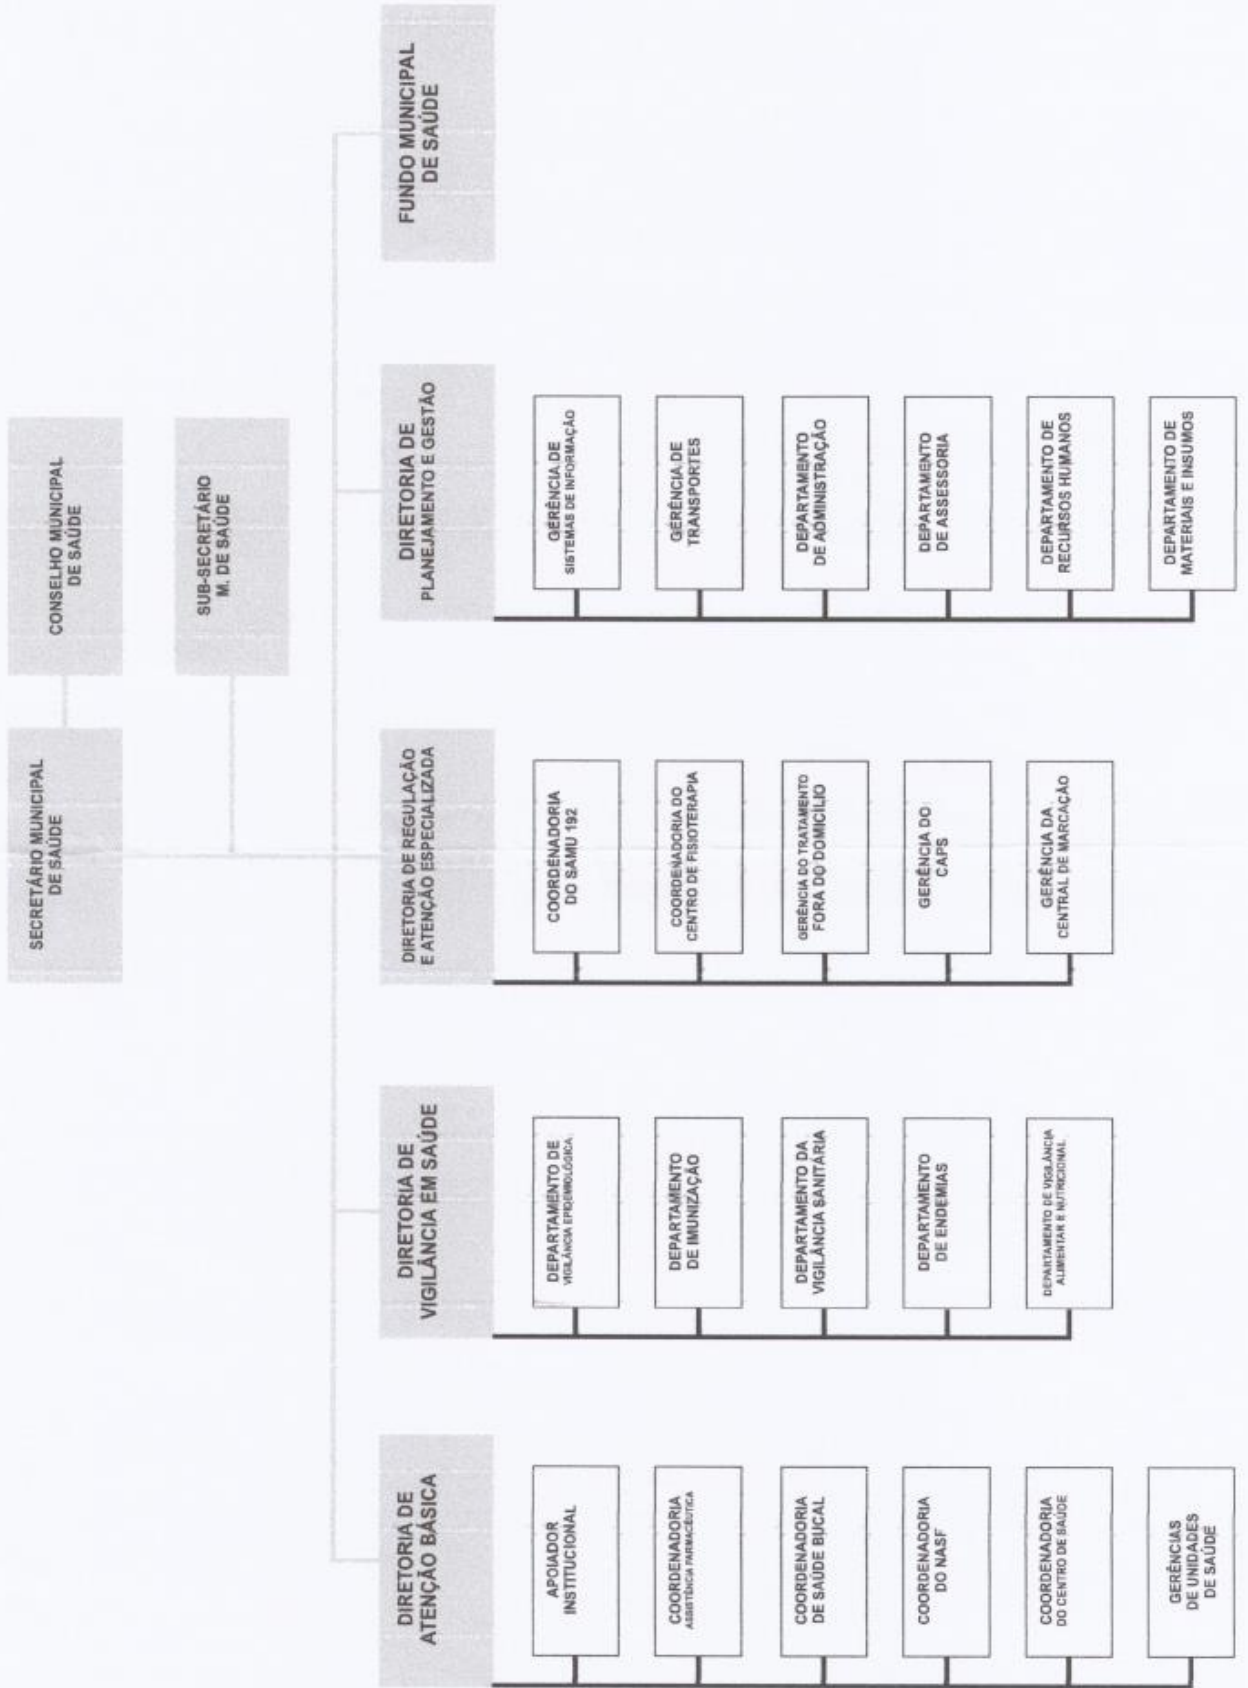 SECRETÁRIO MUNICIPAL
DE SAÚDE
CONSELHO MUNICIPAL
DE SAÚDE
SUB-SECRETÁRIO
M. DE SAÚDE
DIRETORIA DE
ATENÇÃO BÁSICA
DIRETORIA DE
VIGILÂNCIA EM SAÚDE
DIRETORIA DE REGULAÇÃO
E ATENÇÃO ESPECIALIZADA
DIRETORIA DE
PLANEJAMENTO E GESTÃO
FUNDO MUNICIPAL
DE SAÚDE
APOIADOR
INSTITUCIONAL
COORDENADORIA
ASSISTÊNCIA FARMACÊUTICA
COORDENADORIA
DE SAÚDE BUCAL
COORDENADORIA
DO NASF
COORDENADORIA
DO CENTRO DE SAÚDE
GERÊNCIAS
DE UNIDADES
DE SAÚDE
DEPARTAMENTO DE
VIGILÂNCIA EPIDEMIOLÓGICA
DEPARTAMENTO
DE IMUNIZAÇÃO
DEPARTAMENTO DA
VIGILÂNCIA SANITÁRIA
DEPARTAMENTO
DE ENDEMIAS
DEPARTAMENTO DE VIGILÂNCIA
ALIMENTAR E NUTRICIONAL
COORDENADORIA
DO SAMU 192
COORDENADORIA DO
CENTRO DE FISIOTERAPIA
GERÊNCIA DO TRATAMENTO
FORA DO DOMICÍLIO
GERÊNCIA DO
CAPS
GERÊNCIA DA
CENTRAL DE MARCAÇÃO
GERÊNCIA DE
SISTEMAS DE INFORMAÇÃO
GERÊNCIA DE
TRANSPORTES
DEPARTAMENTO
DE ADMINISTRAÇÃO
DEPARTAMENTO
DE ASSESSORIA
DEPARTAMENTO DE
RECURSOS HUMANOS
DEPARTAMENTO DE
MATERIAIS E INSUMOS